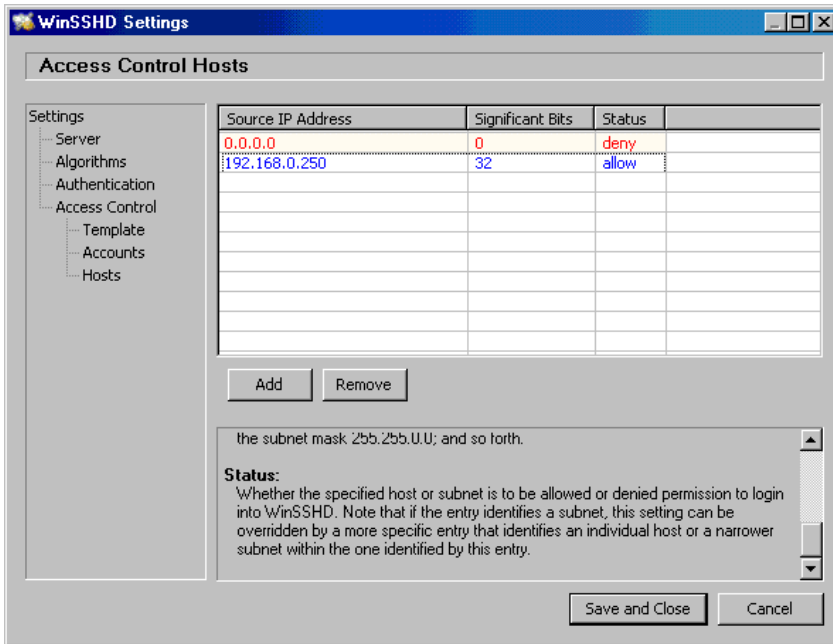 WinSSHD Settings
Access Control Hosts
Settings
Server
Algorithms
Authentication
Access Control
Template
Accounts
Hosts
Source IP Address Significant Bits Status
0.0.0.0 0 deny
192.168.0.250 32 allow
Add Remove
the subnet mask 255.255.0.0; and so forth.
Status:
Whether the specified host or subnet is to be allowed or denied permission to login
into WinSSHD. Note that if the entry identifies a subnet, this setting can be
overridden by a more specific entry that identifies an individual host or a narrower
subnet within the one identified by this entry.
Save and Close Cancel